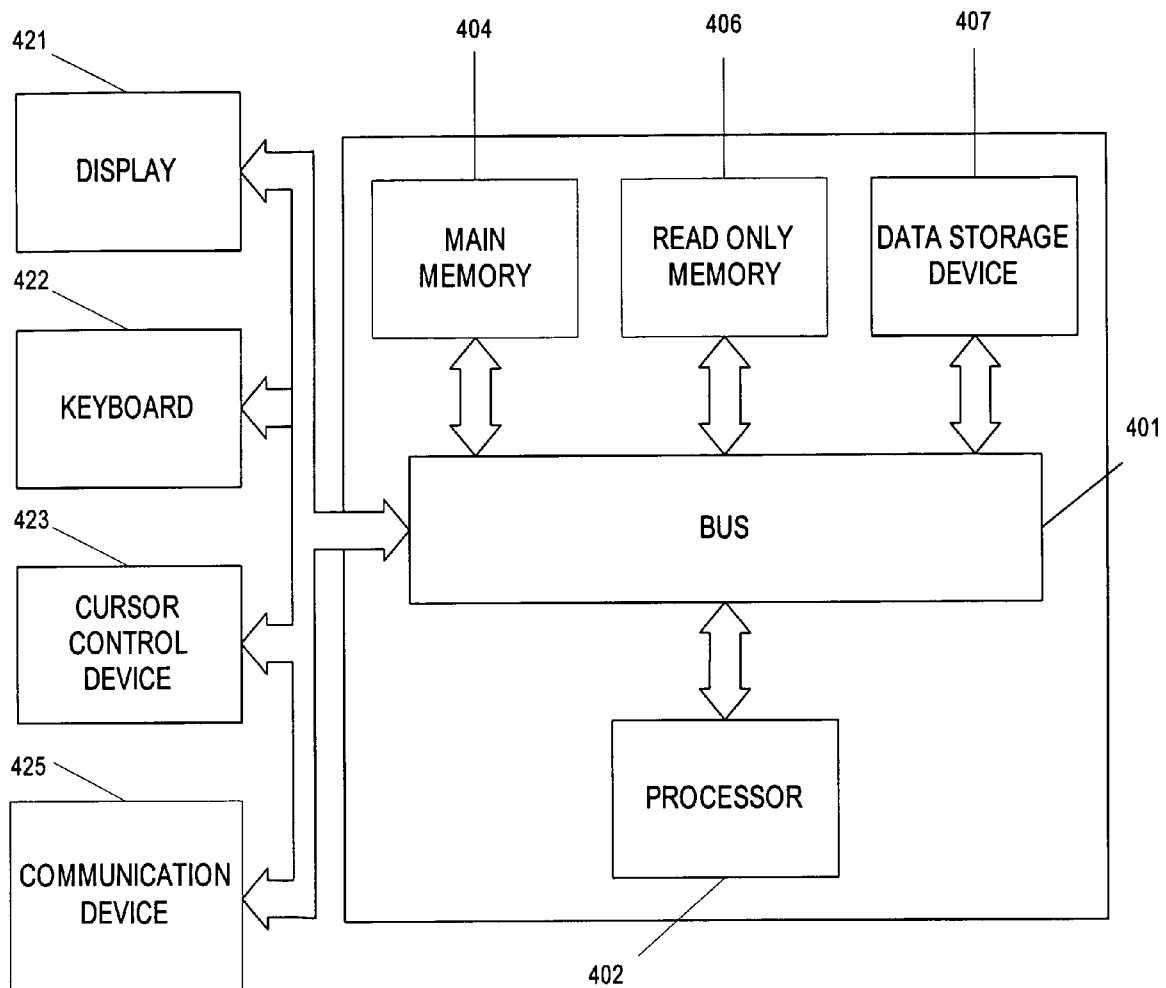 421
404
406
407
DISPLAY
MAIN
MEMORY
READ ONLY
MEMORY
DATA STORAGE
DEVICE
422
KEYBOARD
401
BUS
423
CURSOR
CONTROL
DEVICE
425
PROCESSOR
COMMUNICATION
DEVICE
402